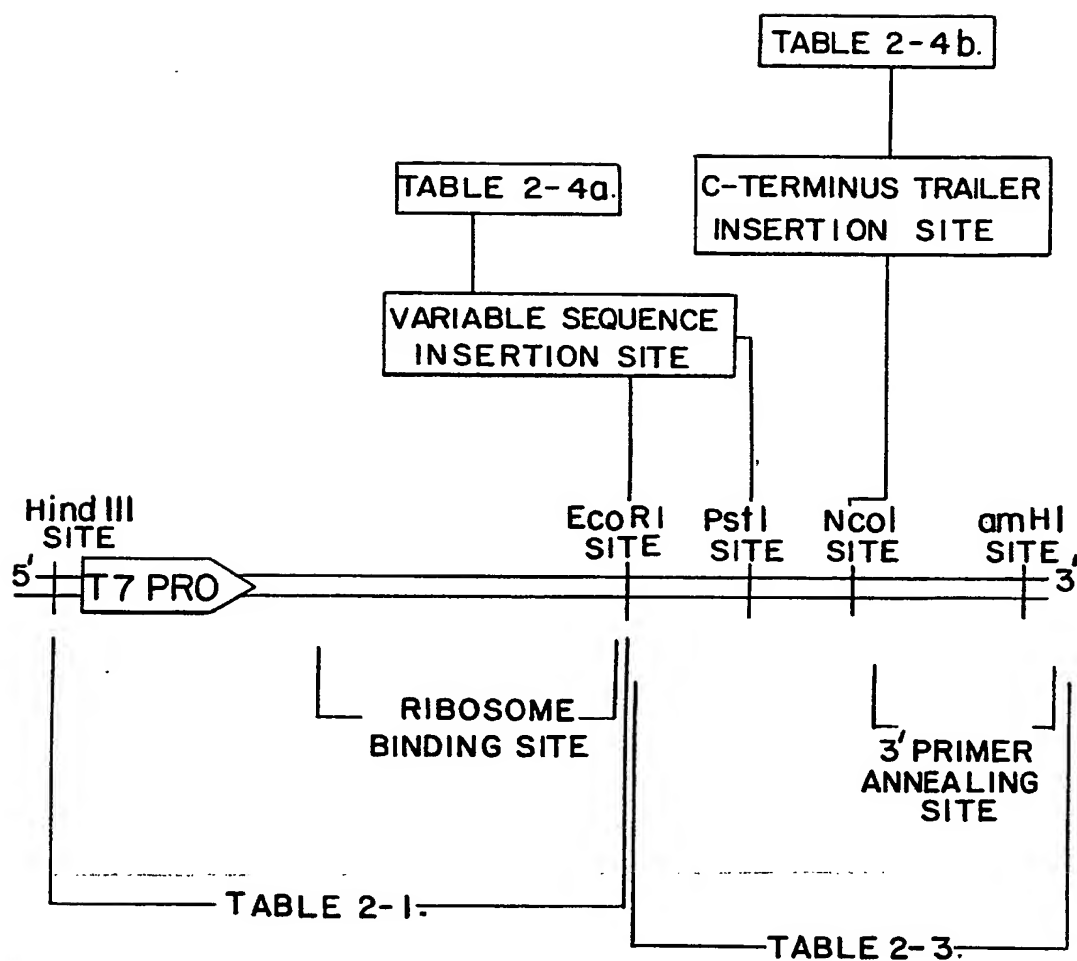 TABLE 2-4b.
C-TERMINUS TRAILER
INSERTION SITE
TABLE 2-4a.
VARIABLE SEQUENCE
INSERTION SITE
Hind III
SITE
EcoRI
SITE
PstI
SITE
NcoI
SITE
amHI
SITE
5'
T7 PRO
3'
RIBOSOME
BINDING SITE
3' PRIMER
ANNEALING
SITE
TABLE 2-1.
TABLE 2-3.